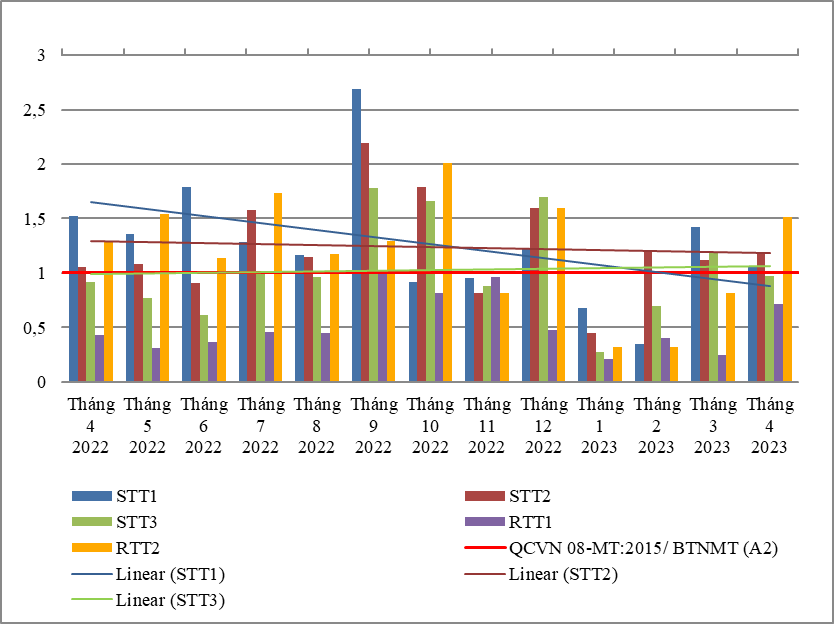 3
2,5
2
1,5
1
0,5
0
Tháng Tháng Tháng Tháng Tháng Tháng Tháng Tháng Tháng Tháng Tháng Tháng Tháng
4 5 6 7 8 9 10 11 12 1 2 3 4
2022 2022 2022 2022 2022 2022 2022 2022 2022 2023 2023 2023 2023
STT1 STT2
STT3 RTT1
RTT2 QCVN 08-MT:2015/ BTNMT (A2)
Linear (STT1) Linear (STT2)
Linear (STT3)